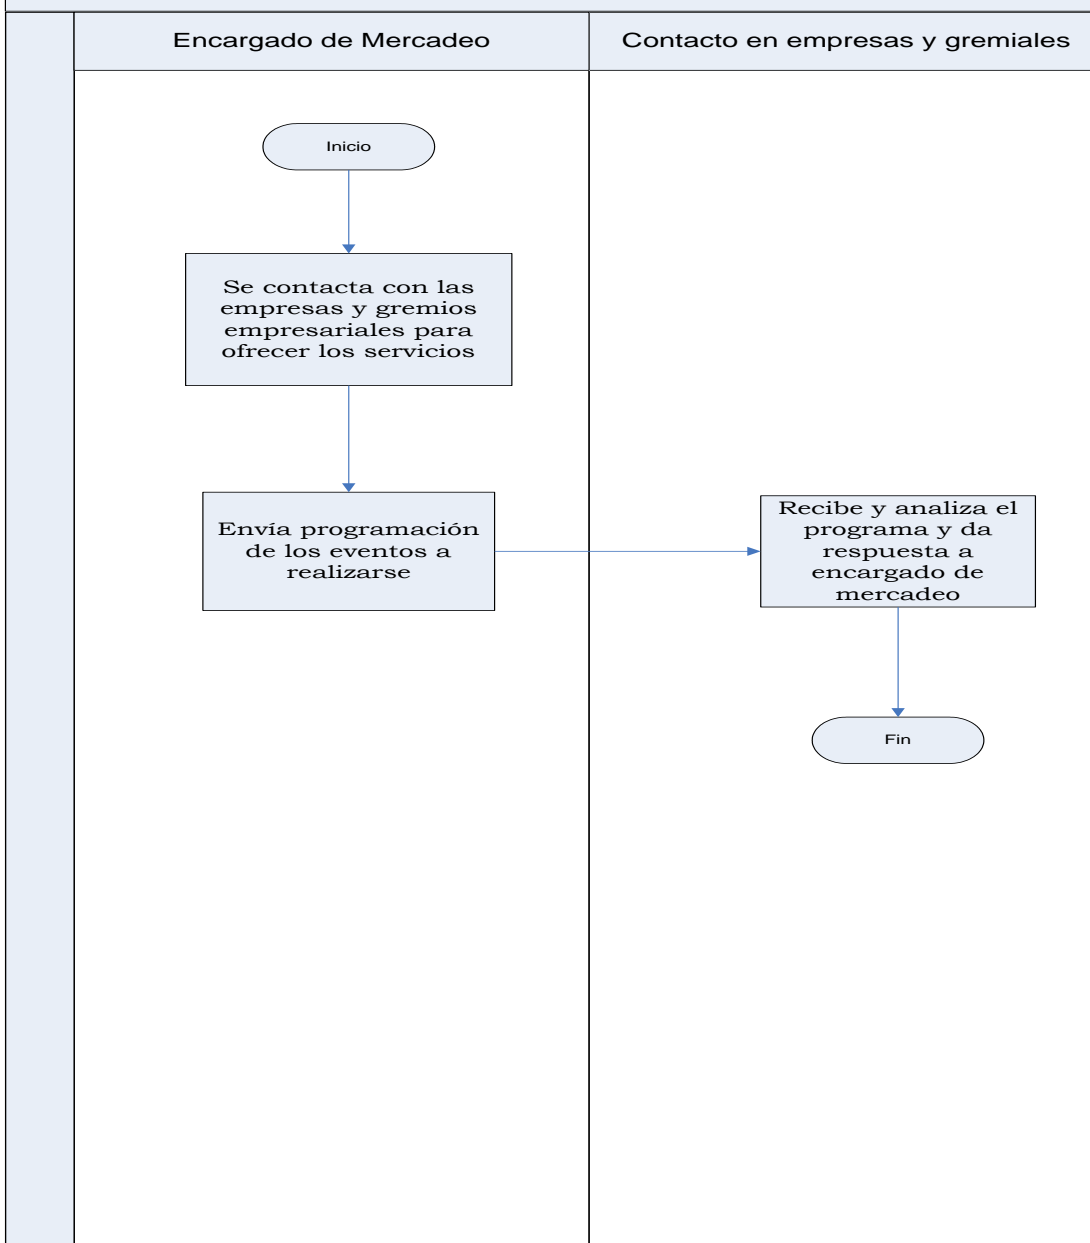 Encargado de Mercadeo
Contacto en empresas y gremiales
Inicio
Se contacta con las
empresas y gremios
empresariales para
ofrecer los servicios
Envía programación
de los eventos a
realizarse
Recibe y analiza el
programa y da
respuesta a
encargado de
mercadeo
Fin